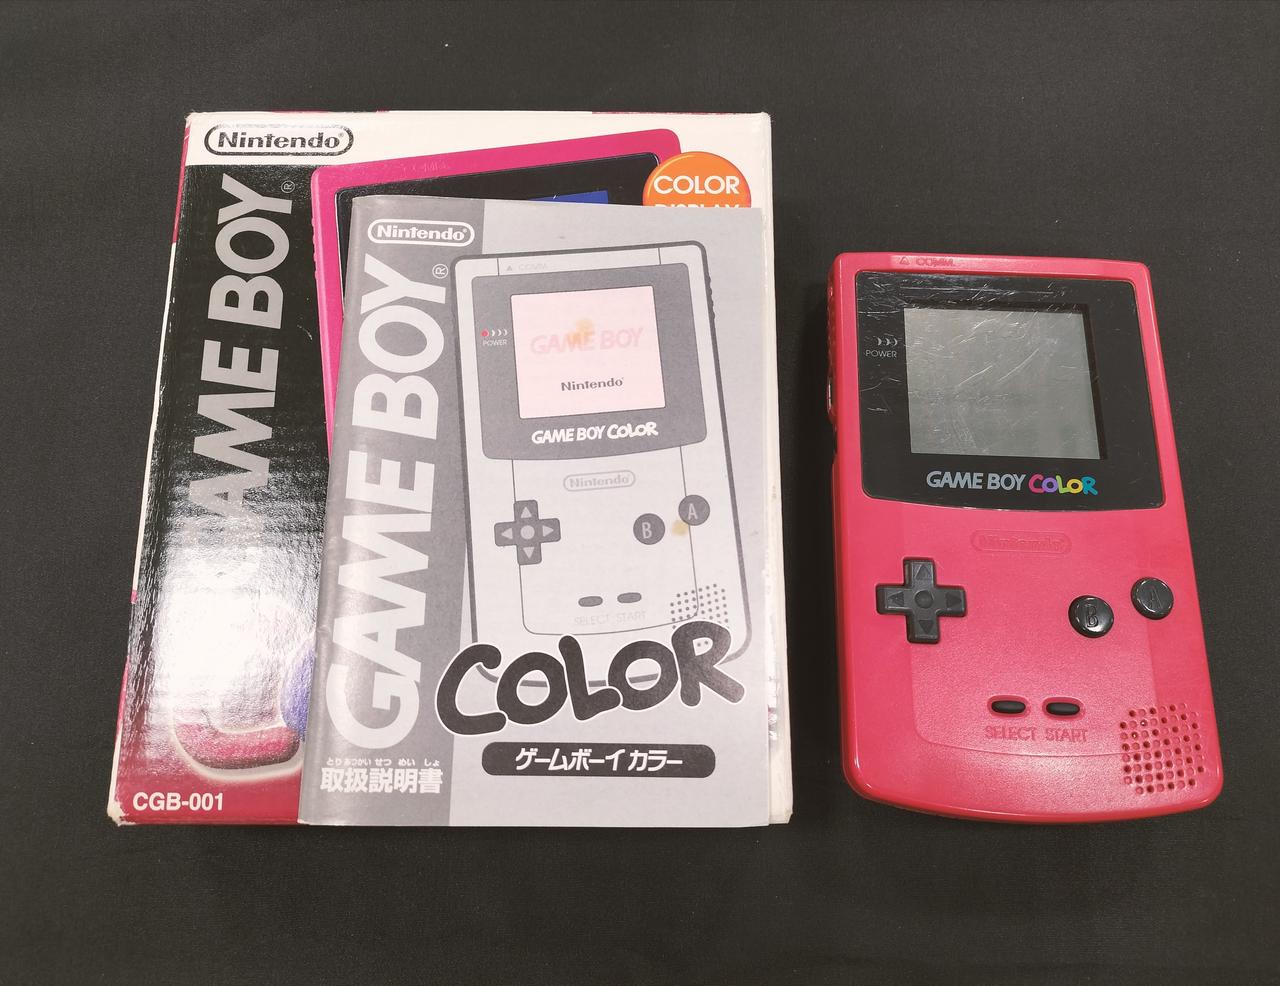 Nintendo®
GAME BOY®
COLOR
DISPLAY
CGB-001
Nintendo®
GAME BOY®
COMM.
POWER
GAME BOY
Nintendo®
GAME BOY COLOR
Nintendo
B
A
SELECT START
COLOR
ゲームボーイ カラー
とりあつかい せつ めい しょ
取扱説明書
COMM.
POWER
GAME BOY COLOR
Nintendo
B
A
SELECT START